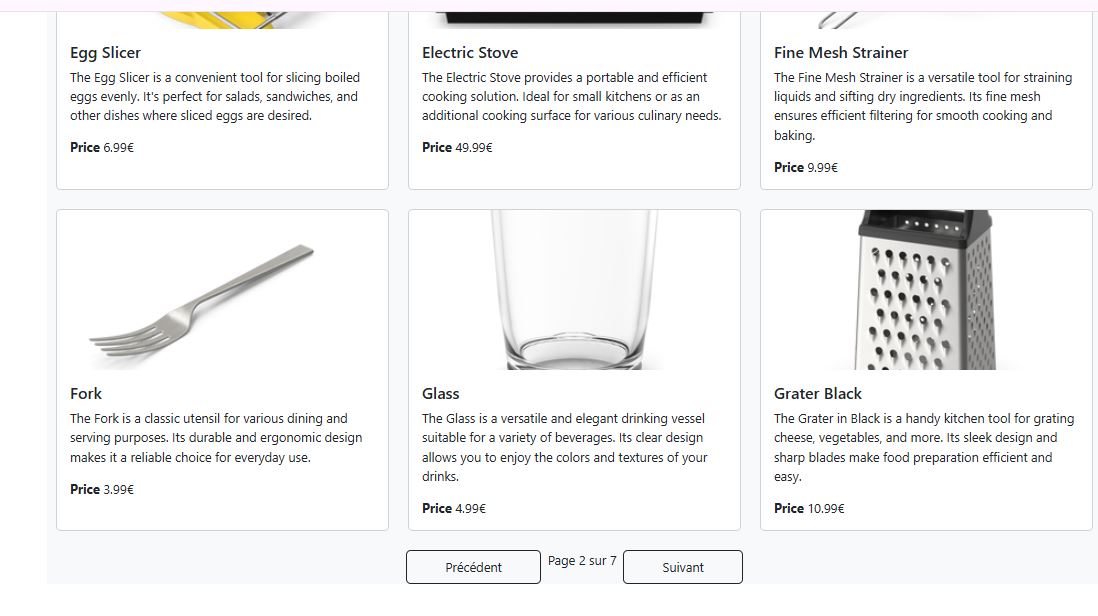 Egg Slicer
The Egg Slicer is a convenient tool for slicing boiled
eggs evenly. It's perfect for salads, sandwiches, and
other dishes where sliced eggs are desired.
Price 6.99€
Electric Stove
The Electric Stove provides a portable and efficient
cooking solution. Ideal for small kitchens or as an
additional cooking surface for various culinary needs.
Price 49.99€
Fine Mesh Strainer
The Fine Mesh Strainer is a versatile tool for straining
liquids and sifting dry ingredients. Its fine mesh
ensures efficient filtering for smooth cooking and
baking.
Price 9.99€
Fork
The Fork is a classic utensil for various dining and
serving purposes. Its durable and ergonomic design
makes it a reliable choice for everyday use.
Price 3.99€
Glass
The Glass is a versatile and elegant drinking vessel
suitable for a variety of beverages. Its clear design
allows you to enjoy the colors and textures of your
drinks.
Price 4.99€
Grater Black
The Grater in Black is a handy kitchen tool for grating
cheese, vegetables, and more. Its sleek design and
sharp blades make food preparation efficient and
easy.
Price 10.99€
Précédent
Page 2 sur 7
Suivant